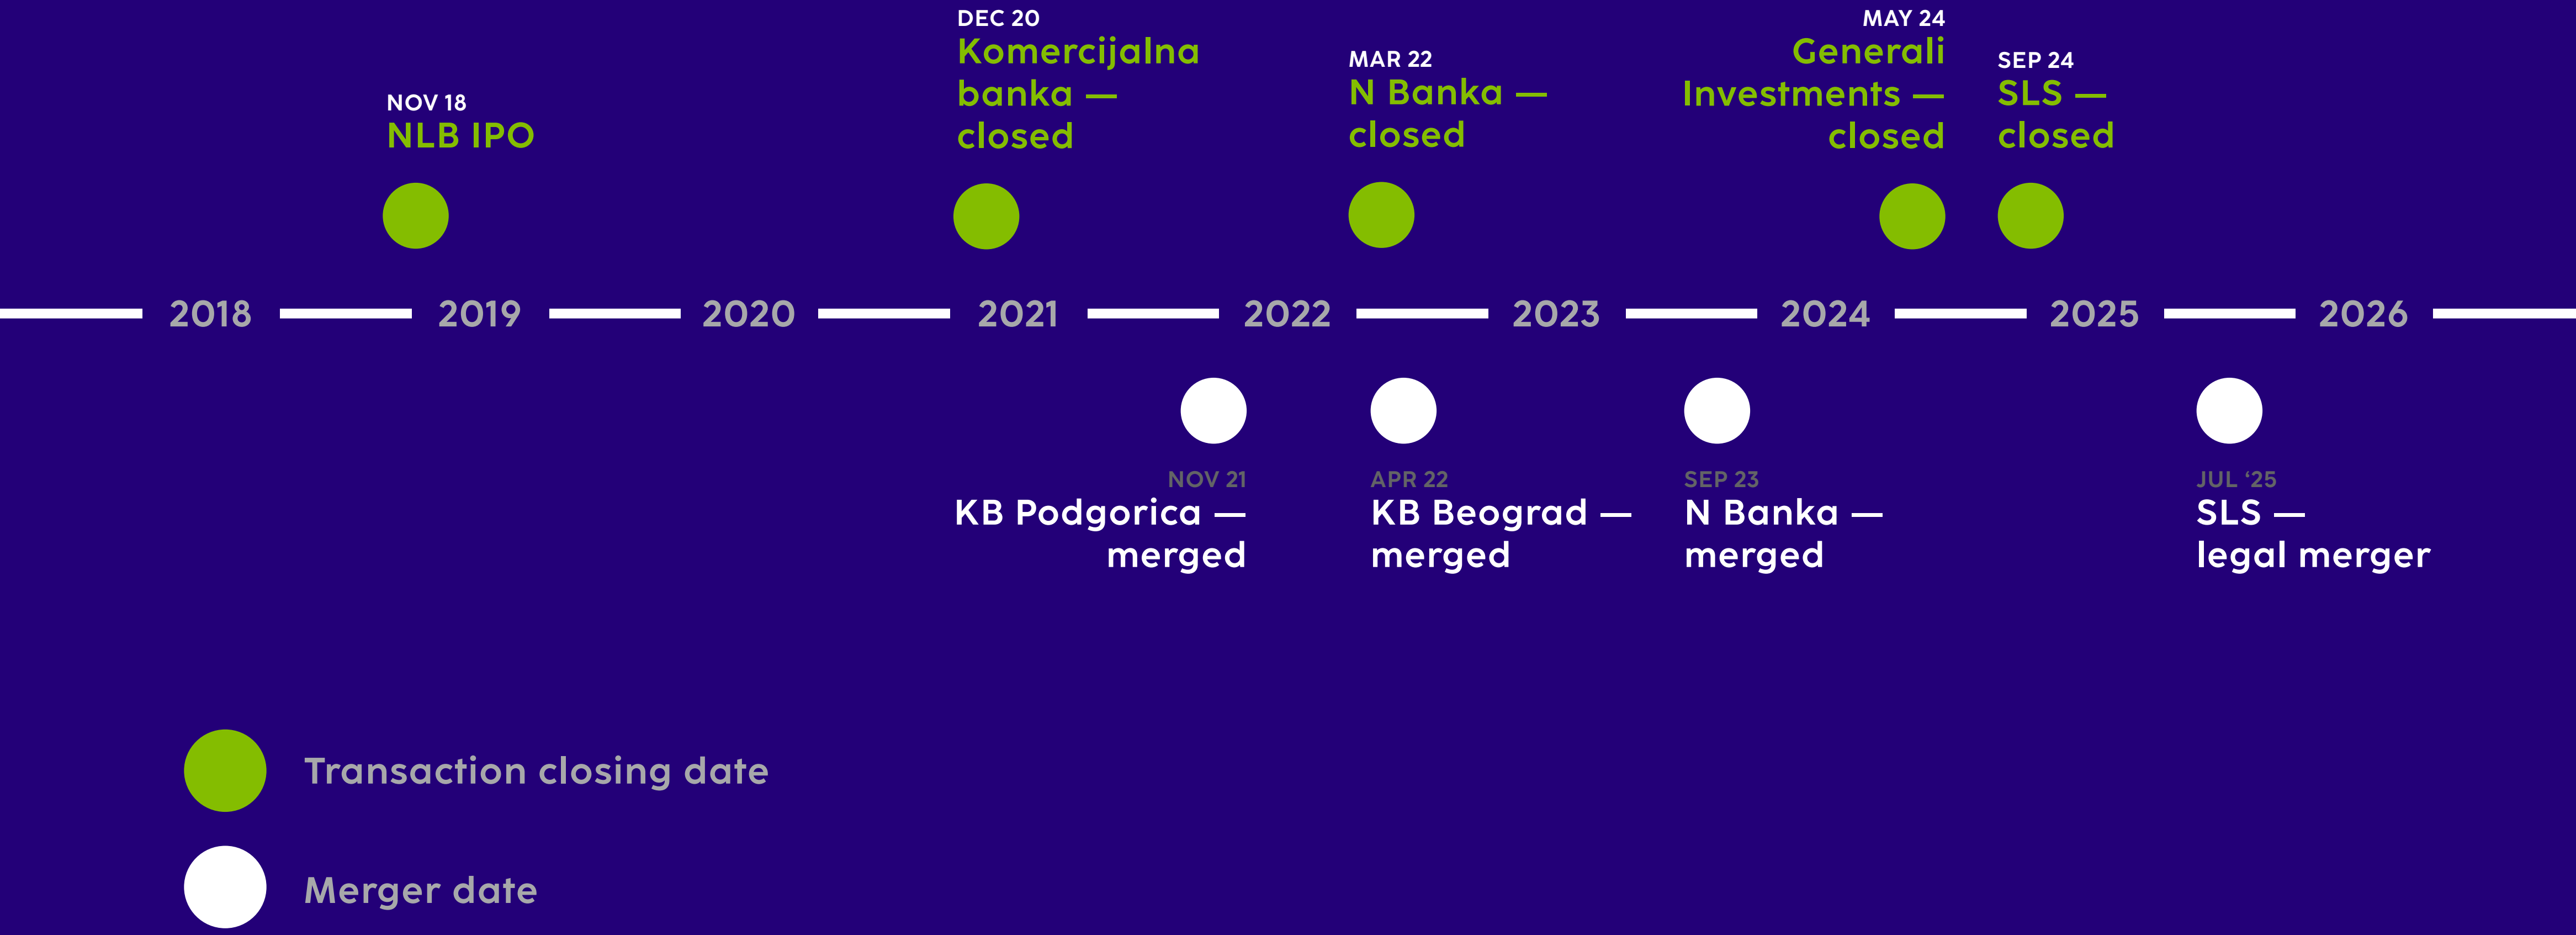 NOV 18
NLB IPO
DEC 20
Komercijalna
banka —
closed
MAR 22
N Banka —
closed
MAY 24
Generali
Investments —
closed
SEP 24
SLS —
closed
2018
2019
2020
2021
2022
2023
2024
2025
2026
NOV 21
KB Podgorica —
merged
APR 22
KB Beograd —
merged
SEP 23
N Banka —
merged
JUL ‘25
SLS —
legal merger
Transaction closing date
Merger date